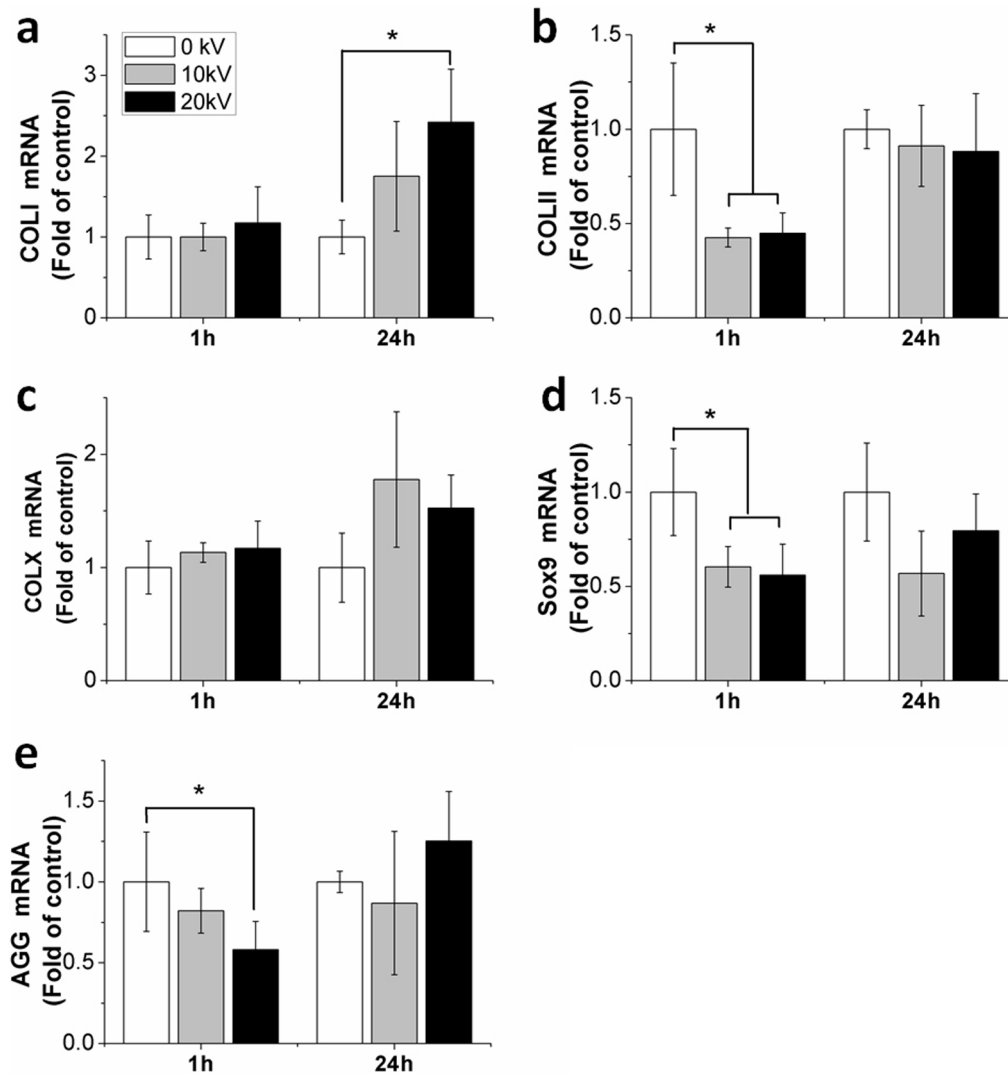 a
0 kV
10kV
20kV
*
COLI mRNA
(Fold of control)
3
2
1
0
1h
24h
b
*
COLII mRNA
(Fold of control)
1.5
1.0
0.5
0.0
1h
24h
c
COLX mRNA
(Fold of control)
2
1
0
1h
24h
d
*
Sox9 mRNA
(Fold of control)
1.5
1.0
0.5
0.0
1h
24h
e
*
AGG mRNA
(Fold of control)
1.5
1.0
0.5
0.0
1h
24h